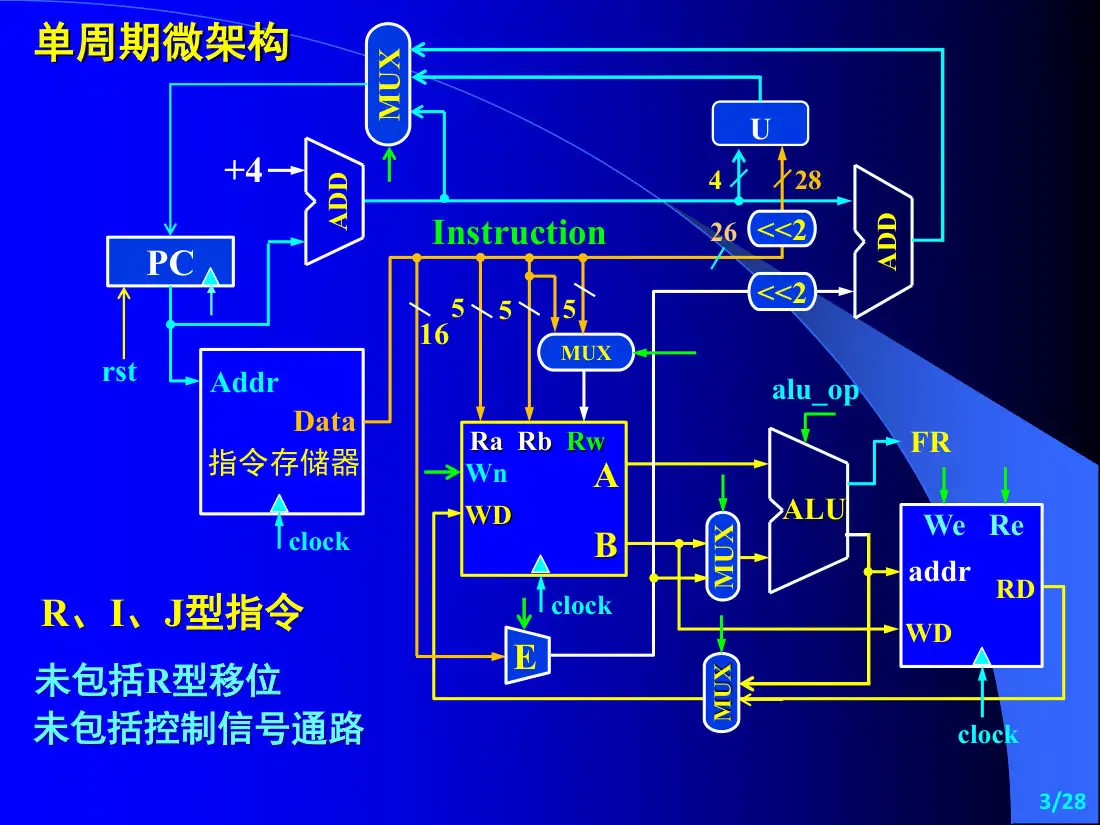 单周期微架构
MUX
U
+4
ADD
4
28
<<2
ADD
Instruction
26
PC
<<2
5
5
5
16
MUX
rst
Addr
Data
指令存储器
clock
alu_op
Ra Rb Rw
Wn
A
WD
B
clock
MUX
ALU
FR
We Re
addr
RD
WD
clock
E
MUX
R、I、J型指令
未包括R型移位
未包括控制信号通路
3/28